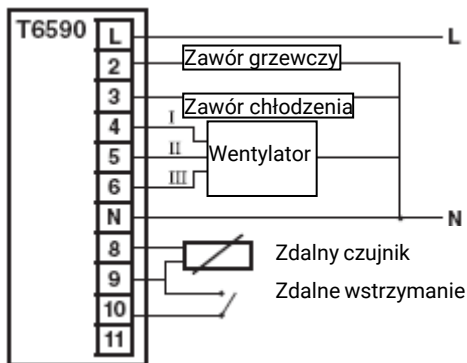 T6590
L
L
2
Zawór grzewczy
3
Zawór chłodzenia
4
I
5
II
Wentylator
6
III
N
N
8
Zdalny czujnik
9
Zdalne wstrzymanie
10
11